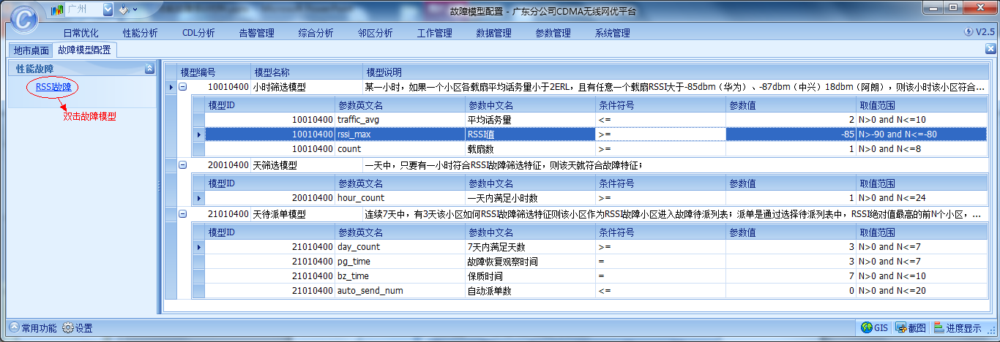 广州
故障模型配置 - 广东分公司CDMA无线网优平台
日常优化 性能分析 CDL分析 告警管理 综合分析 邻区分析 工作管理 数据管理 参数管理 系统管理 V2.5
地市桌面 故障模型配置
性能故障
RSSI故障
双击故障模型
模型编号 模型名称 模型说明
10010400 小时筛选模型 某一小时，如果一个小区各载扇平均话务量小于2ERL，且有任意一个载扇RSSI大于-85dbm（华为）、-87dbm（中兴）18dbm（阿朗），则该小时该小区符合...
模型ID 参数英文名 参数中文名 条件符号 参数值 取值范围
10010400 traffic_avg 平均话务量 <= 2 N>0 and N<=10
10010400 rssi_max RSSI值 >= -85 N>-90 and N<=-80
10010400 count 载扇数 >= 1 N>0 and N<=8
20010400 天筛选模型 一天中，只要有一小时符合RSSI故障筛选特征，则该天就符合故障特征；
模型ID 参数英文名 参数中文名 条件符号 参数值 取值范围
20010400 hour_count 一天内满足小时数 >= 1 N>0 and N<=24
21010400 天待派单模型 连续7天中，有3天该小区如何RSSI故障筛选特征则该小区作为RSSI故障小区进入故障待派列表；派单是通过选择待派列表中，RSSI绝对值最高的前N个小区，...
模型ID 参数英文名 参数中文名 条件符号 参数值 取值范围
21010400 day_count 7天内满足天数 >= 3 N>0 and N<=7
21010400 pg_time 故障恢复观察时间 = 3 N>0 and N<=7
21010400 bz_time 保质时间 = 7 N>0 and N<=10
21010400 auto_send_num 自动派单数 <= 0 N>0 and N<=20
常用功能 设置 GIS 截图 进度显示